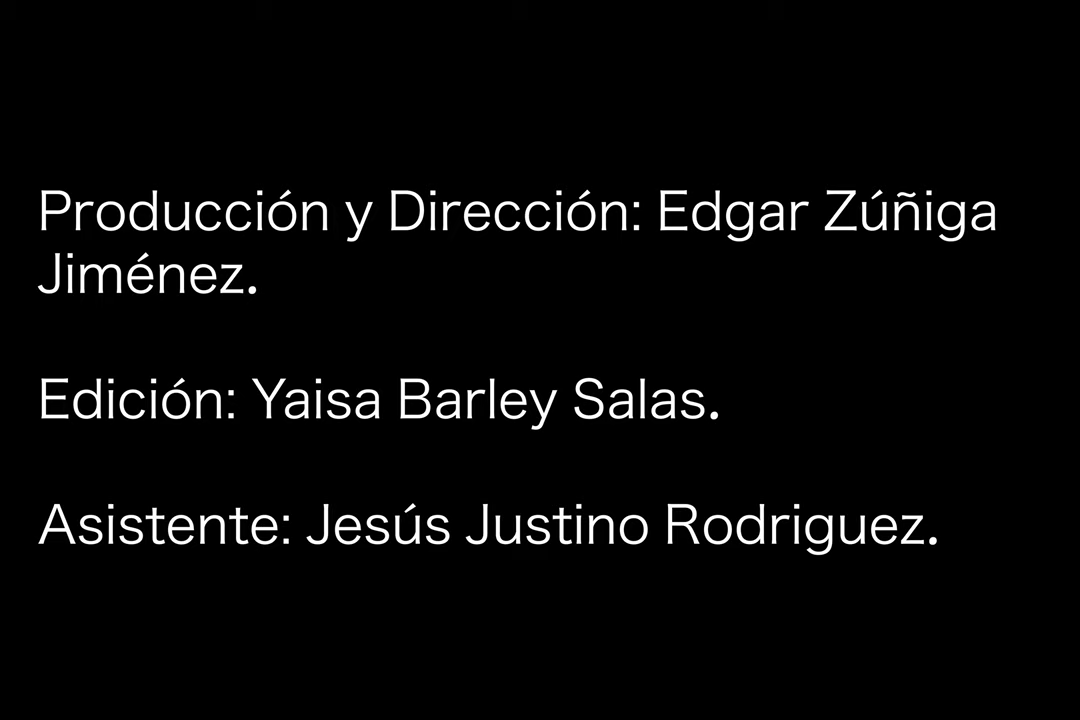 Producción y Dirección: Edgar Zúñiga
Jiménez.
Edición: Yaisa Barley Salas.
Asistente: Jesús Justino Rodriguez.